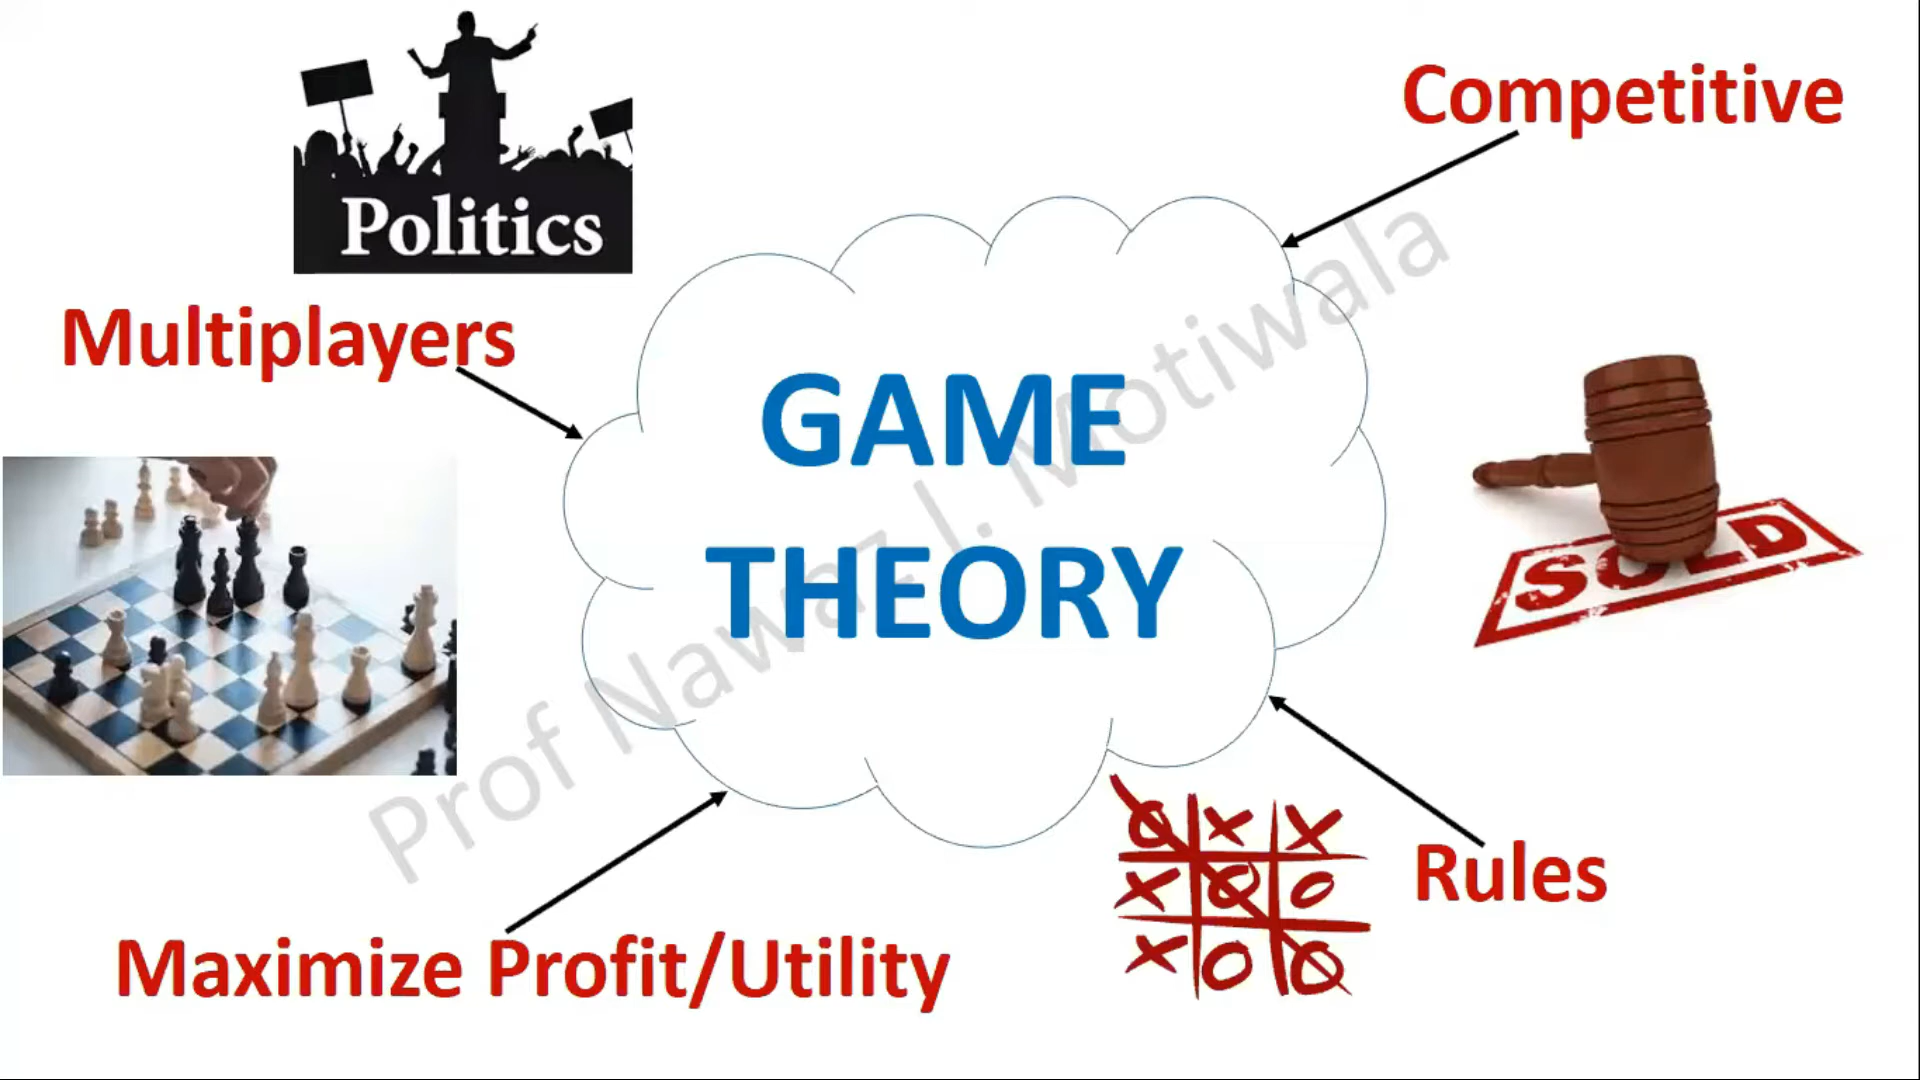 Politics
Competitive
Multiplayers
GAME
THEORY
Prof Nawaz I. Motiwala
SOLD
O X X
X O O
X O O
Rules
Maximize Profit/Utility